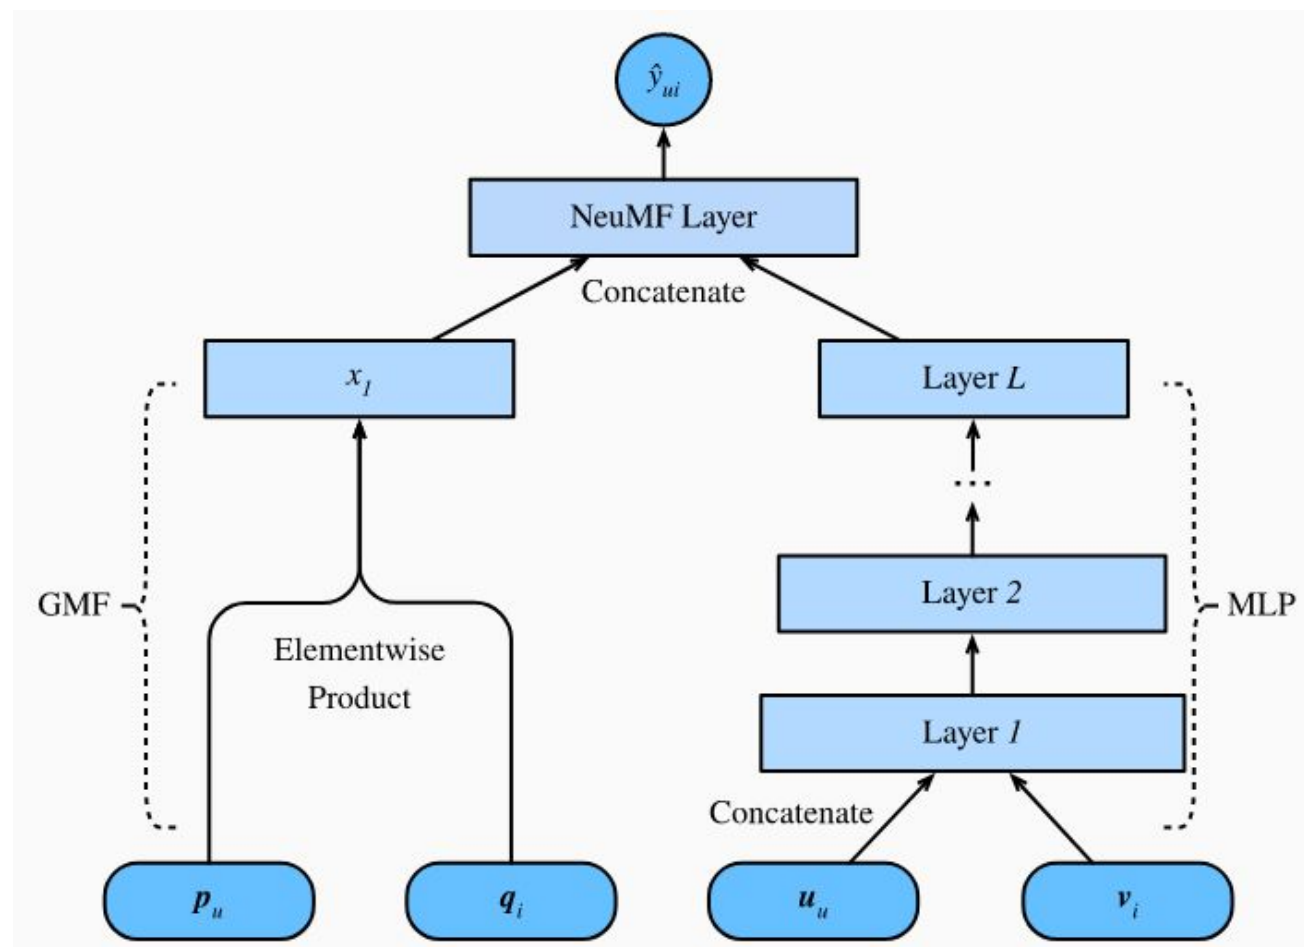 ŷui
NeuMF Layer
Concatenate
x1
Layer L
...
GMF
Layer 2
MLP
Elementwise
Product
Layer 1
Concatenate
pu
qi
uu
vi